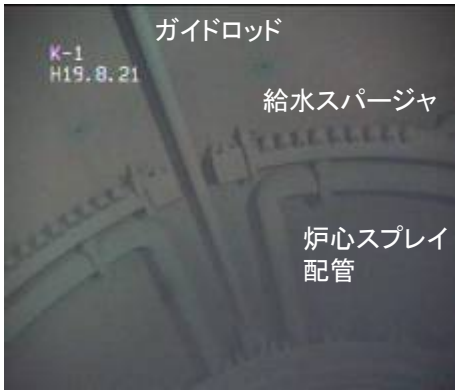 ガイドロッド
K-1
H19.8.21
給水スパージャ
炉心スプレイ
配管